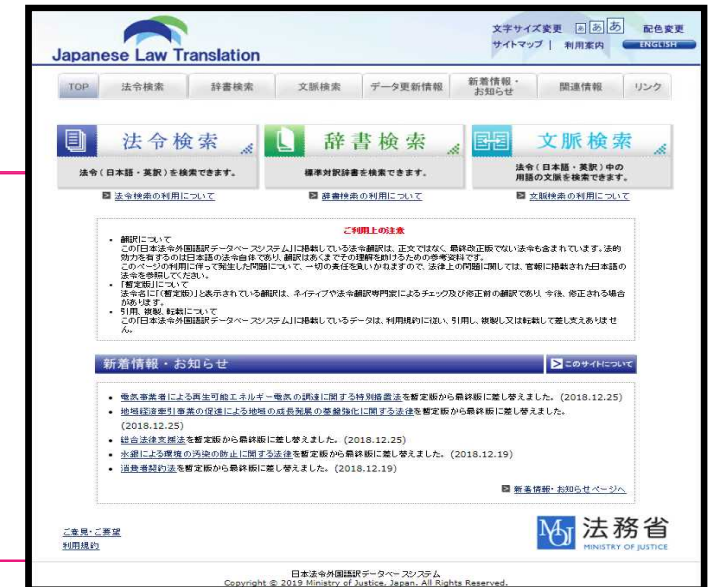 Japanese Law Translation
文字サイズ変更 あ あ あ 配色変更
サイトマップ | 利用案内 ENGLISH
TOP 法令検索 辞書検索 文脈検索 データ更新情報 新着情報・お知らせ 関連情報 リンク
法令検索 辞書検索 文脈検索
法令(日本語・英訳)を検索できます。 標準対訳辞書を検索できます。 法令(日本語・英訳)中の
用語の文脈を検索できます。
法令検索の利用について 辞書検索の利用について 文脈検索の利用について
ご利用上の注意
・ 翻訳について
この「日本法令外国語訳データベースシステム」に掲載している法令翻訳は、正文ではなく、最終改正版でない法令も含まれています。法的
効力を有するのは日本語の法令自体であり、翻訳はあくまでその理解を助けるための参考資料です。
このページの利用に伴って発生した問題について、一切の責任を負いかねますので、法律上の問題に関しては、官報に掲載された日本語の
法令を参照してください。
・ 「暫定版」について
法令名に「(暫定版)」と表示されている翻訳は、ネイティブや法令翻訳専門家によるチェック及び修正前の翻訳であり、今後、修正される場合
があります。
・ 引用、複製、転載について
この「日本法令外国語訳データベースシステム」に掲載しているデータは、利用規約に従い、引用し、複製し又は転載して差し支えありませ
ん。
新着情報・お知らせ このサイトについて
・ 電気事業者による再生可能エネルギー電気の調達に関する特別措置法を暫定版から最終版に差し替えました。(2018.12.25)
・ 地域経済牽引事業の促進による地域の成長発展の基盤強化に関する法律を暫定版から最終版に差し替えました。
(2018.12.25)
・ 総合法律支援法を暫定版から最終版に差し替えました。(2018.12.25)
・ 水銀による環境の汚染の防止に関する法律を暫定版から最終版に差し替えました。(2018.12.19)
・ 消費者契約法を暫定版から最終版に差し替えました。(2018.12.19)
新着情報・お知らせページへ
ご意見・ご要望
利用規約
MOJ 法務省
MINISTRY OF JUSTICE
日本法令外国語訳データベースシステム
Copyright © 2019 Ministry of Justice, Japan. All Rights Reserved.